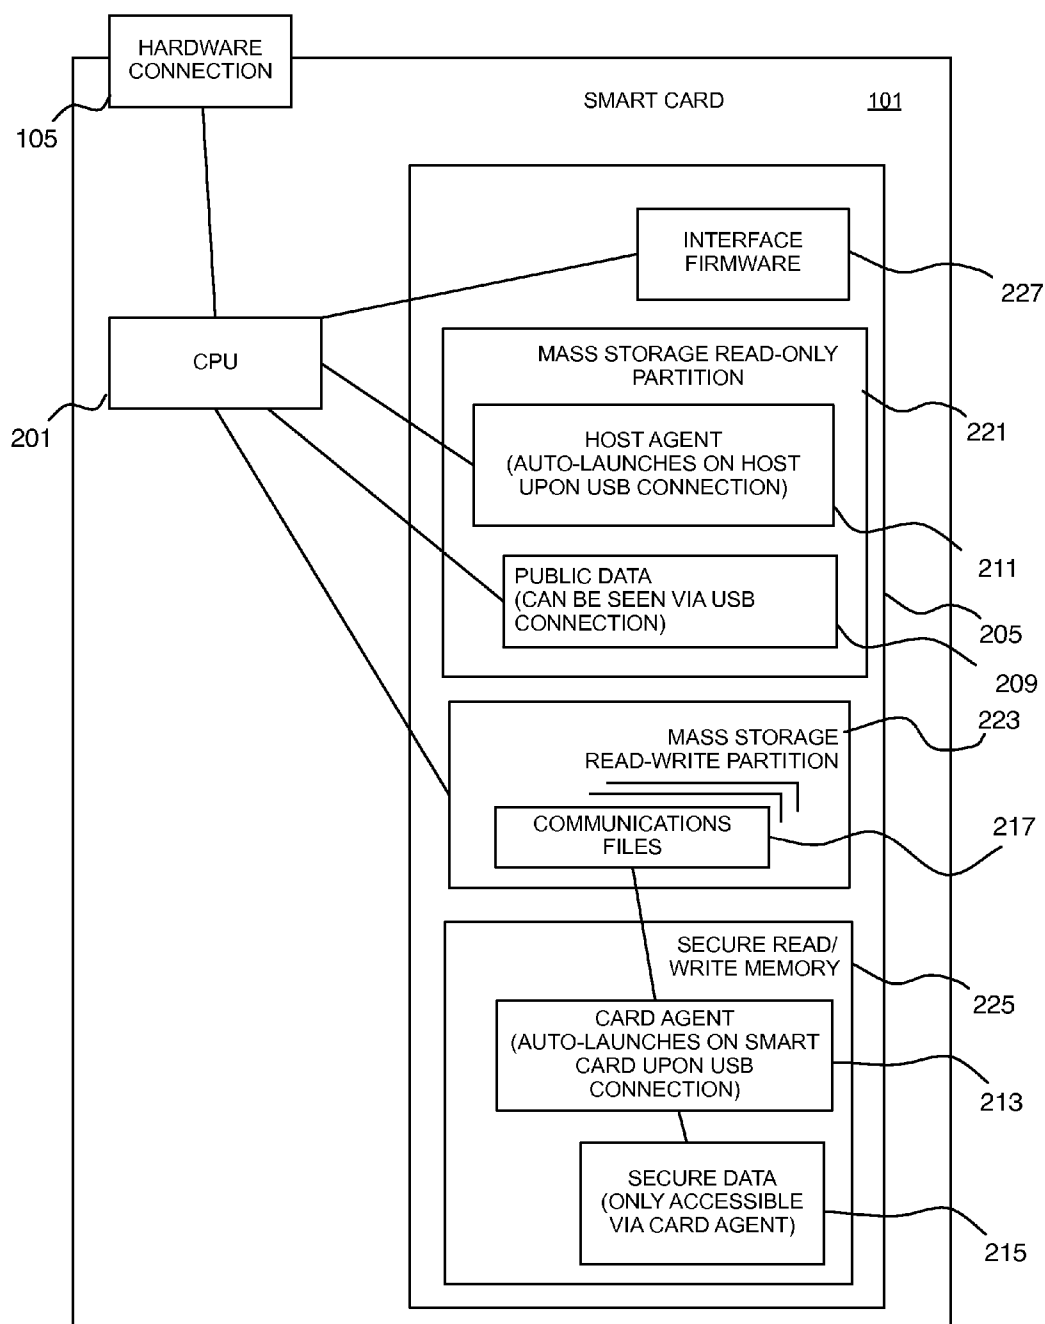 HARDWARE
CONNECTION
SMART CARD
101
105
INTERFACE
FIRMWARE
227
CPU
201
MASS STORAGE READ-ONLY
PARTITION
221
HOST AGENT
(AUTO-LAUNCHES ON HOST
UPON USB CONNECTION)
211
PUBLIC DATA
(CAN BE SEEN VIA USB
CONNECTION)
205
209
223
MASS STORAGE
READ-WRITE PARTITION
COMMUNICATIONS
FILES
217
SECURE READ/
WRITE MEMORY
225
CARD AGENT
(AUTO-LAUNCHES ON SMART
CARD UPON USB
CONNECTION)
213
SECURE DATA
(ONLY ACCESSIBLE
VIA CARD AGENT)
215